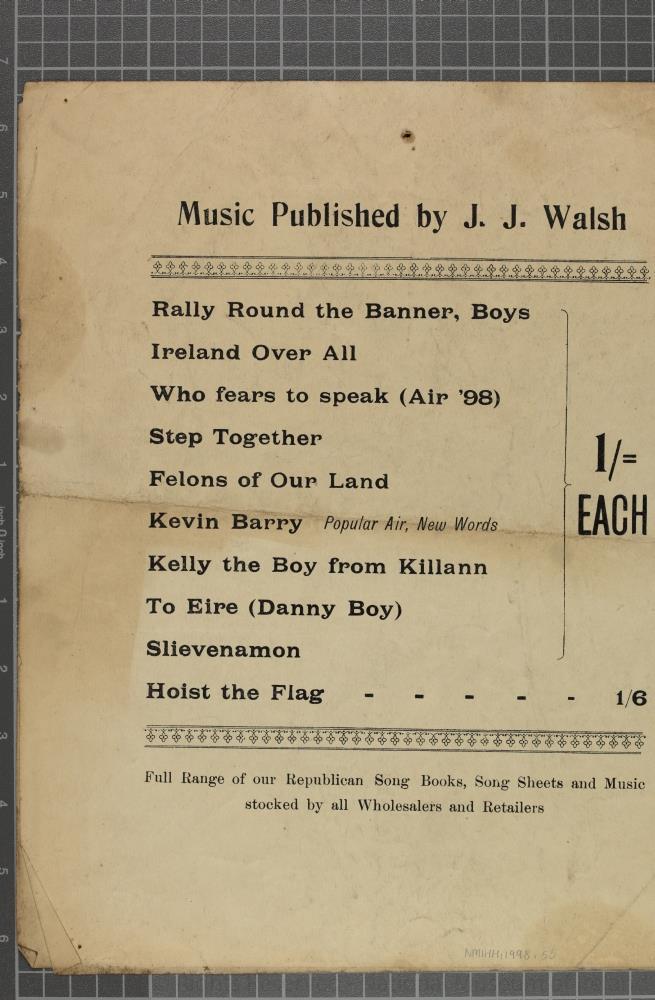 Music Published by J. J. Walsh
Rally Round the Banner, Boys
Ireland Over All
Who fears to speak (Air '98)
Step Together
Felons of Our Land
1/=
EACH
Kevin Barry Popular Air, New Words
Kelly the Boy from Killann
To Eire (Danny Boy)
Slievenamon
Hoist the Flag - - - - - 1/6
Full Range of our Republican Song Books, Song Sheets and Music
stocked by all Wholesalers and Retailers